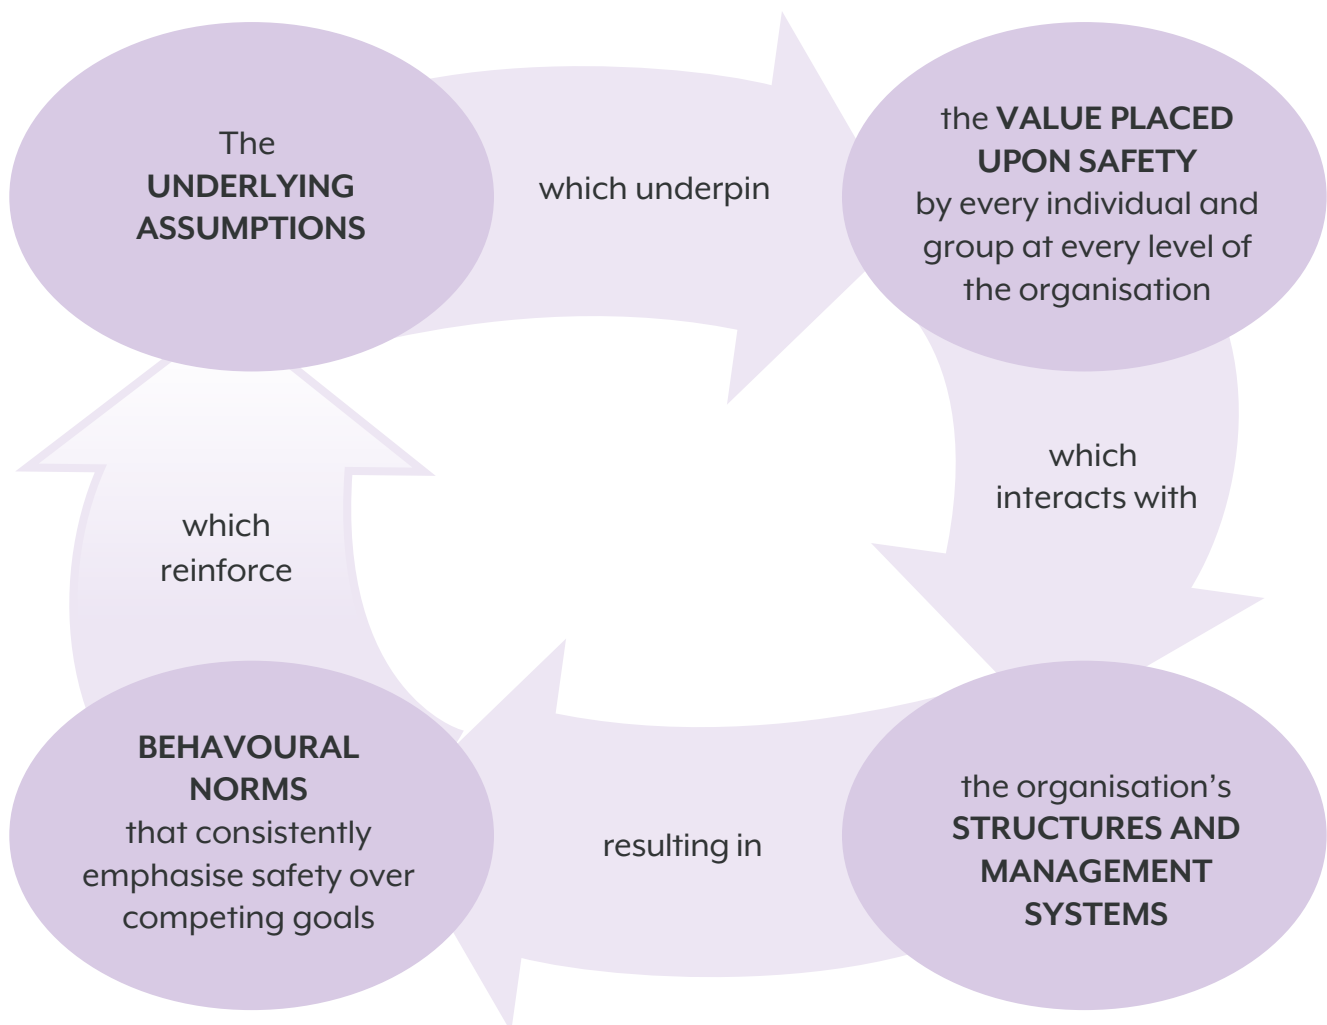 The
UNDERLYING
ASSUMPTIONS
which underpin
the VALUE PLACED
UPON SAFETY
by every individual and
group at every level of
the organisation
which
interacts with
the organisation’s
STRUCTURES AND
MANAGEMENT
SYSTEMS
resulting in
BEHAVOURAL
NORMS
that consistently
emphasise safety over
competing goals
which
reinforce